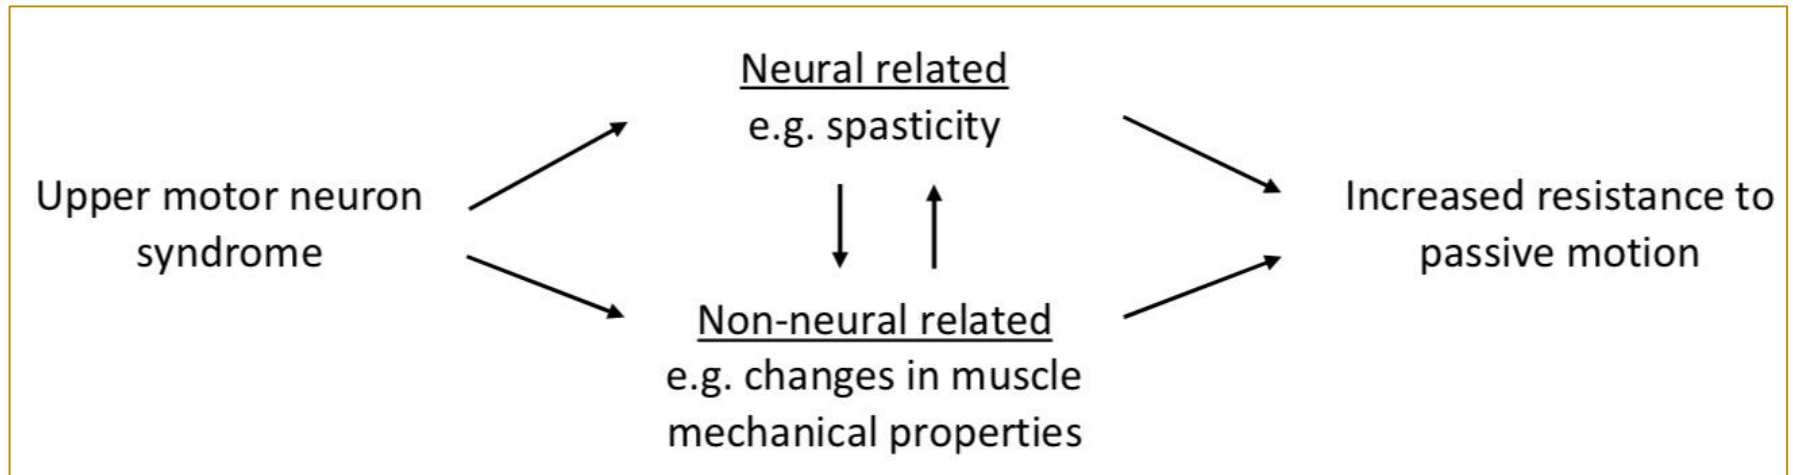 Upper motor neuron
syndrome
Neural related
e.g. spasticity
Non-neural related
e.g. changes in muscle
mechanical properties
Increased resistance to
passive motion